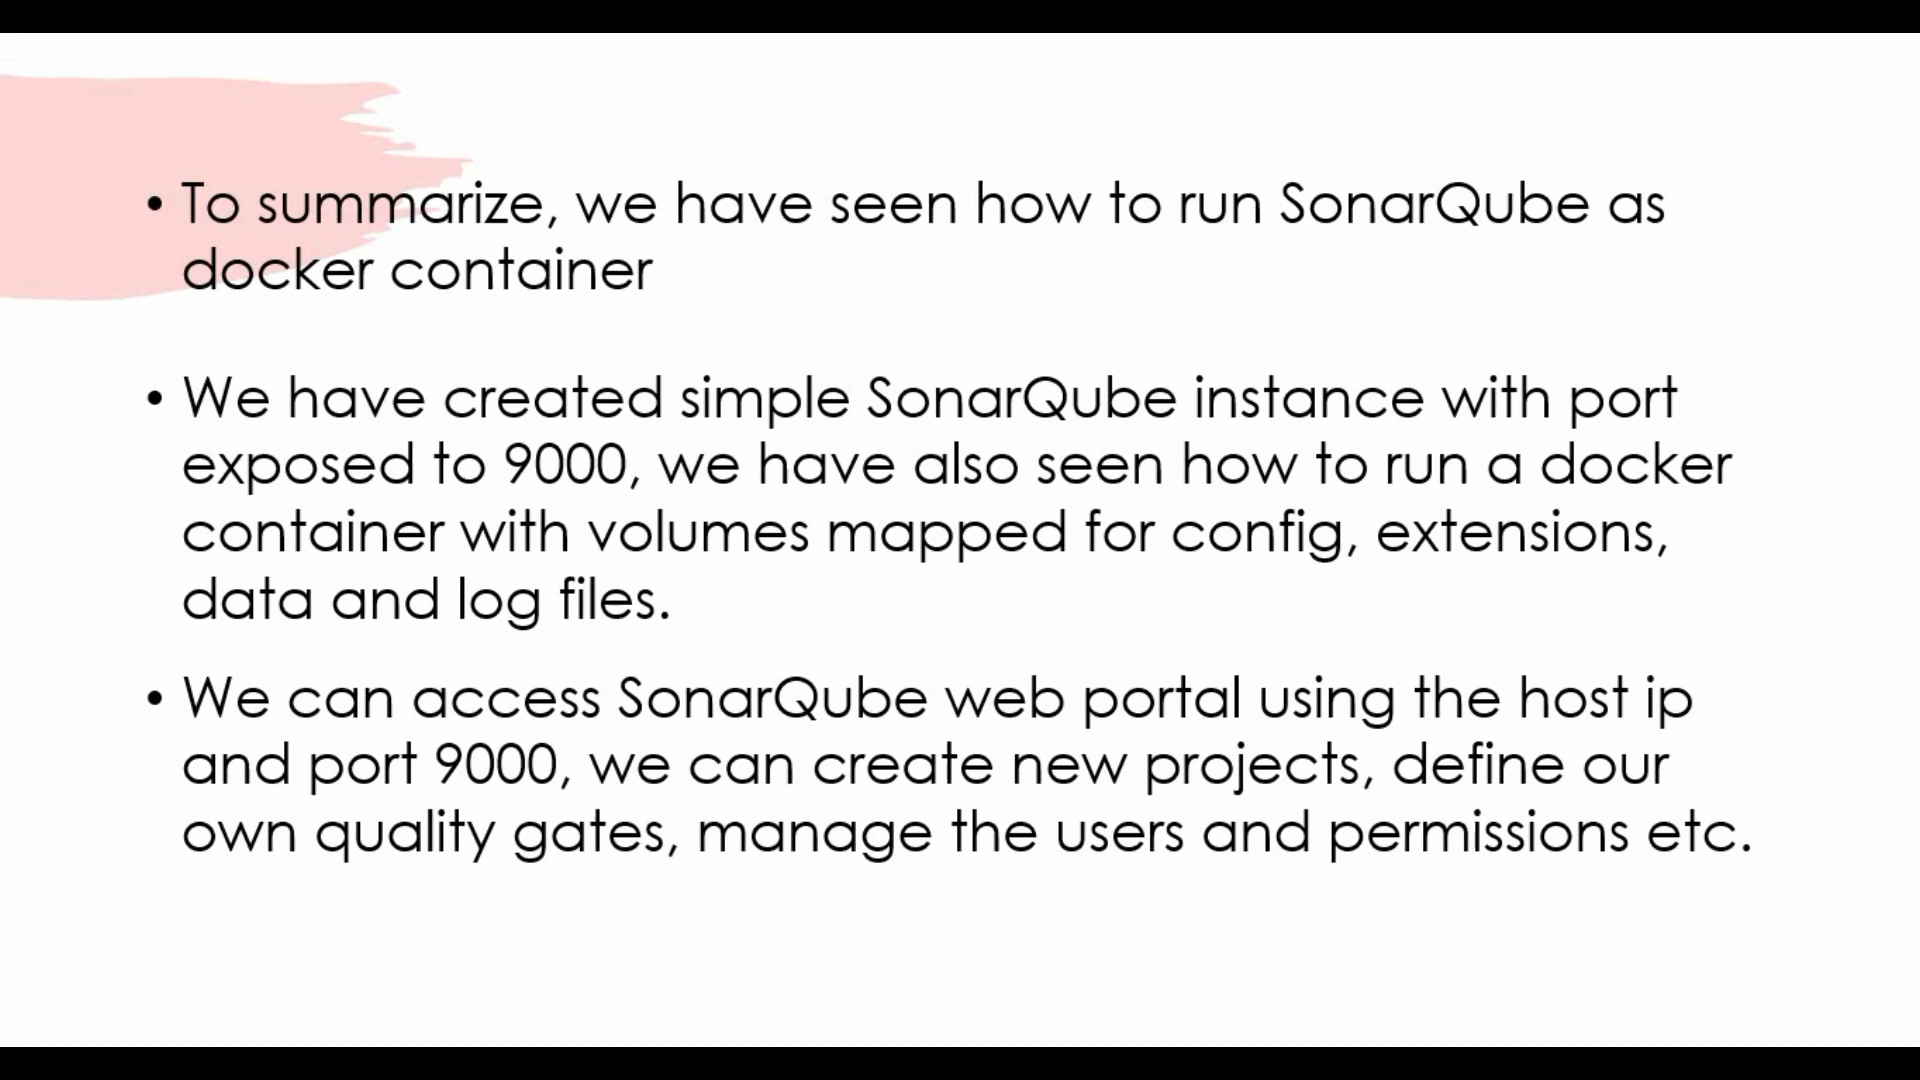 • To summarize, we have seen how to run SonarQube as
docker container
• We have created simple SonarQube instance with port
exposed to 9000, we have also seen how to run a docker
container with volumes mapped for config, extensions,
data and log files.
• We can access SonarQube web portal using the host ip
and port 9000, we can create new projects, define our
own quality gates, manage the users and permissions etc.